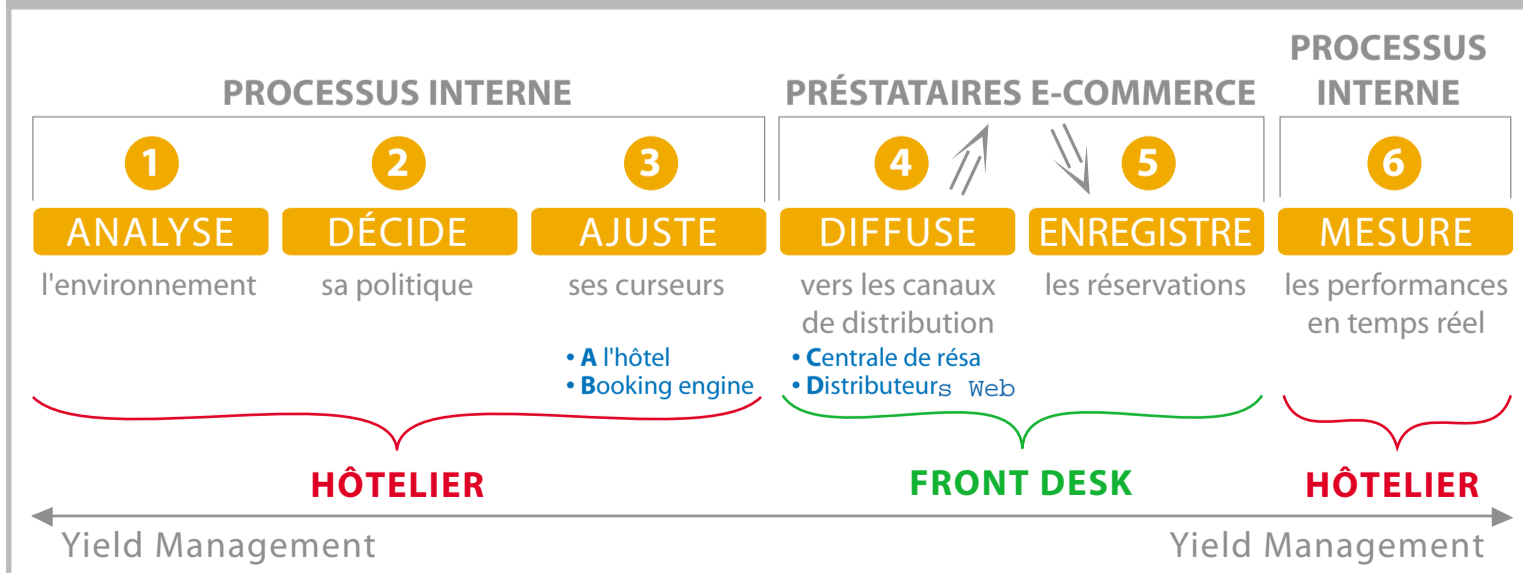 PROCESSUS INTERNE
PRÉSTATAIRES E-COMMERCE
PROCESSUS
INTERNE
1
2
3
4
5
6
ANALYSE
DÉCIDE
AJUSTE
DIFFUSE
ENREGISTRE
MESURE
l'environnement
sa politique
ses curseurs
vers les canaux
de distribution
les réservations
les performances
en temps réel
• A l'hôtel
• Booking engine
• Centrale de résa
• Distributeurs Web
HÔTELIER
FRONT DESK
HÔTELIER
Yield Management
Yield Management